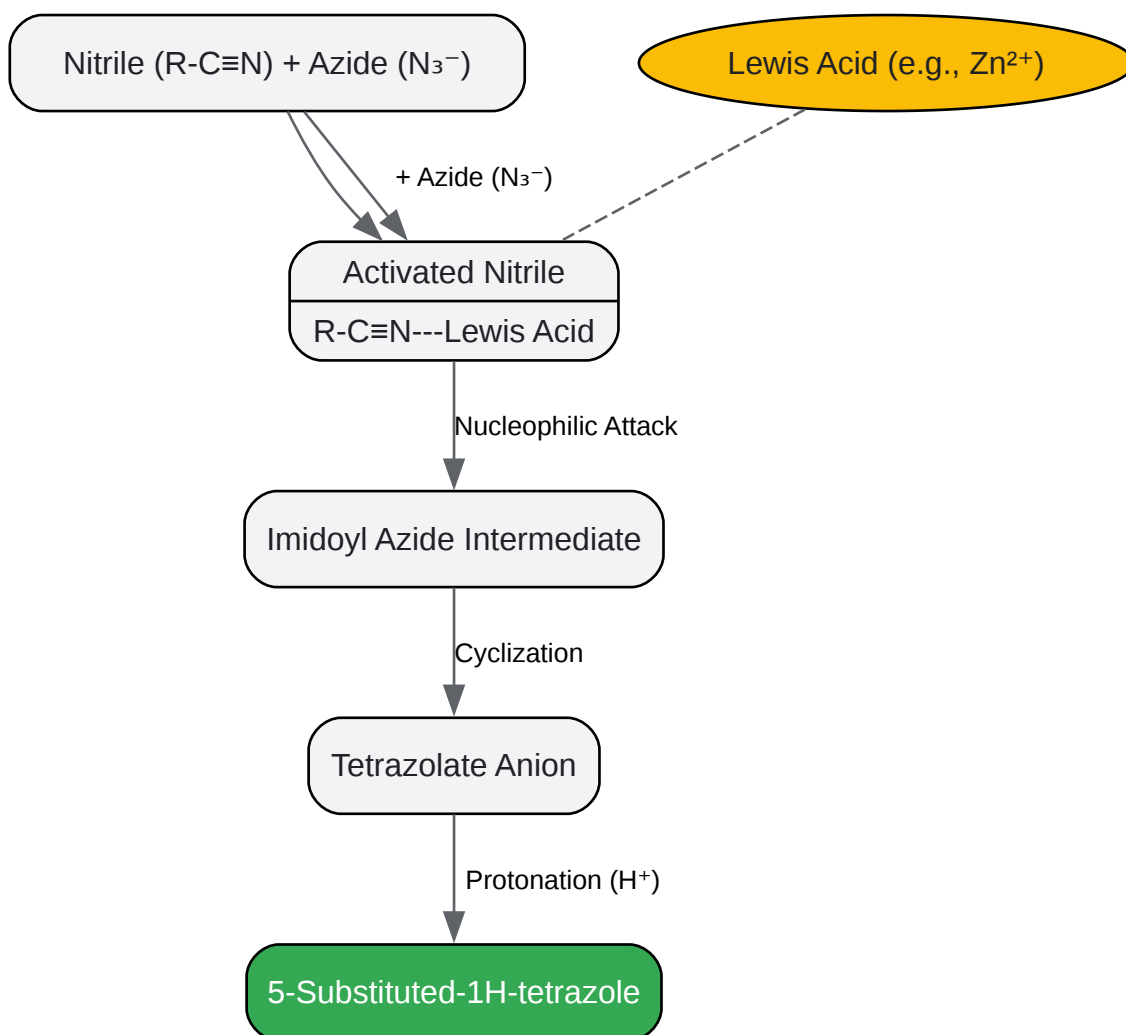 Nitrile (R-C≡N) + Azide (N₃⁻)
Lewis Acid (e.g., Zn²⁺)
+ Azide (N₃⁻)
Activated Nitrile
R-C≡N---Lewis Acid
Nucleophilic Attack
Imidoyl Azide Intermediate
Cyclization
Tetrazolate Anion
Protonation (H⁺)
5-Substituted-1H-tetrazole